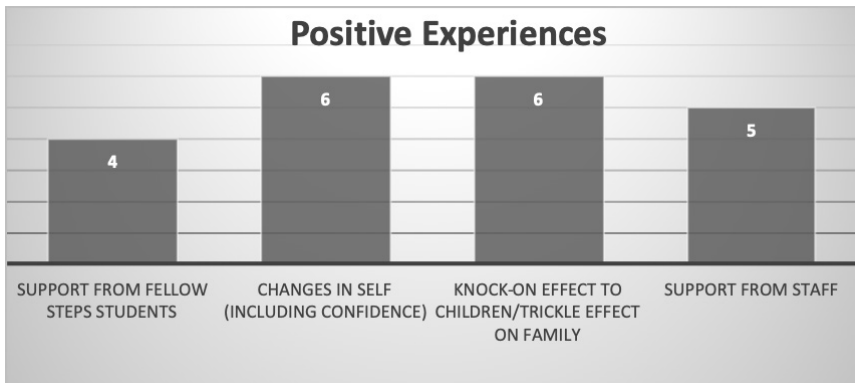 Positive Experiences
4
6
6
5
SUPPORT FROM FELLOW
STEPS STUDENTS
CHANGES IN SELF
(INCLUDING CONFIDENCE)
KNOCK-ON EFFECT TO
CHILDREN/TRICKLE EFFECT
ON FAMILY
SUPPORT FROM STAFF